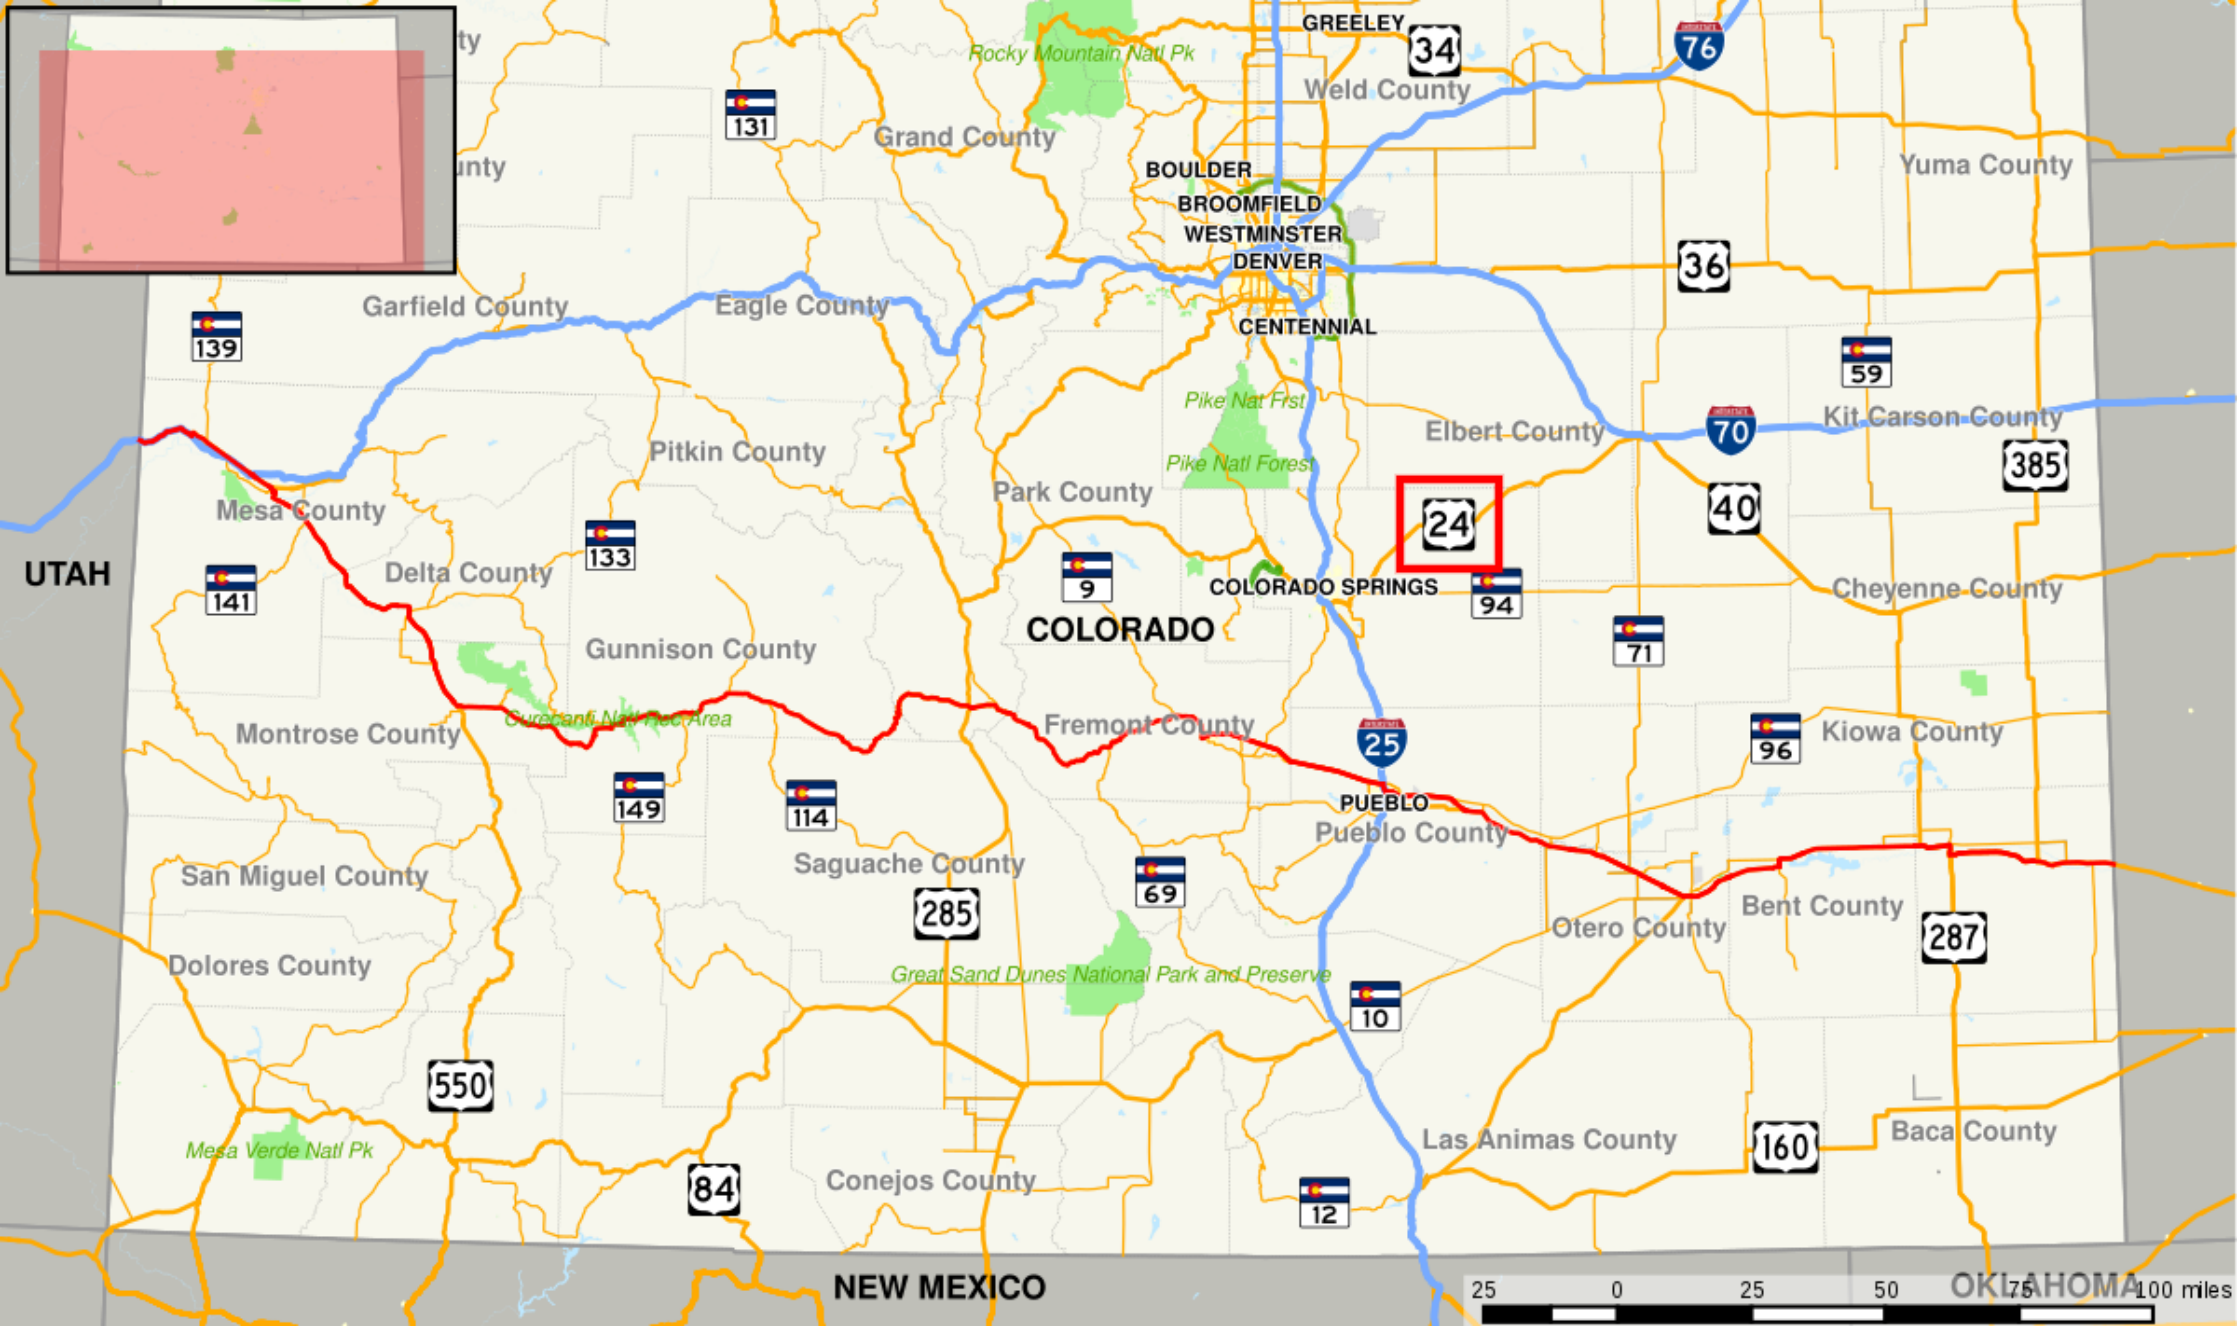 GREELEY
34
INTERSTATE
76
ty
Rocky Mountain Natl Pk
Weld County
131
Grand County
unty
BOULDER
Yuma County
BROOMFIELD
WESTMINSTER
DENVER
36
Garfield County
Eagle County
CENTENNIAL
139
59
Pike Nat Frst
INTERSTATE
70
Kit Carson County
Elbert County
Pitkin County
Pike Natl Forest
385
Park County
Mesa County
40
24
133
UTAH
Delta County
9
COLORADO SPRINGS
Cheyenne County
141
94
COLORADO
71
Gunnison County
Curecanti Natl Rec Area
Fremont County
Montrose County
INTERSTATE
25
96
Kiowa County
149
114
PUEBLO
Pueblo County
San Miguel County
Saguache County
69
285
Bent County
Otero County
287
Dolores County
Great Sand Dunes National Park and Preserve
10
550
Mesa Verde Natl Pk
Las Animas County
160
Baca County
84
Conejos County
12
NEW MEXICO
OKLAHOMA
25 0 25 50 75 100 miles